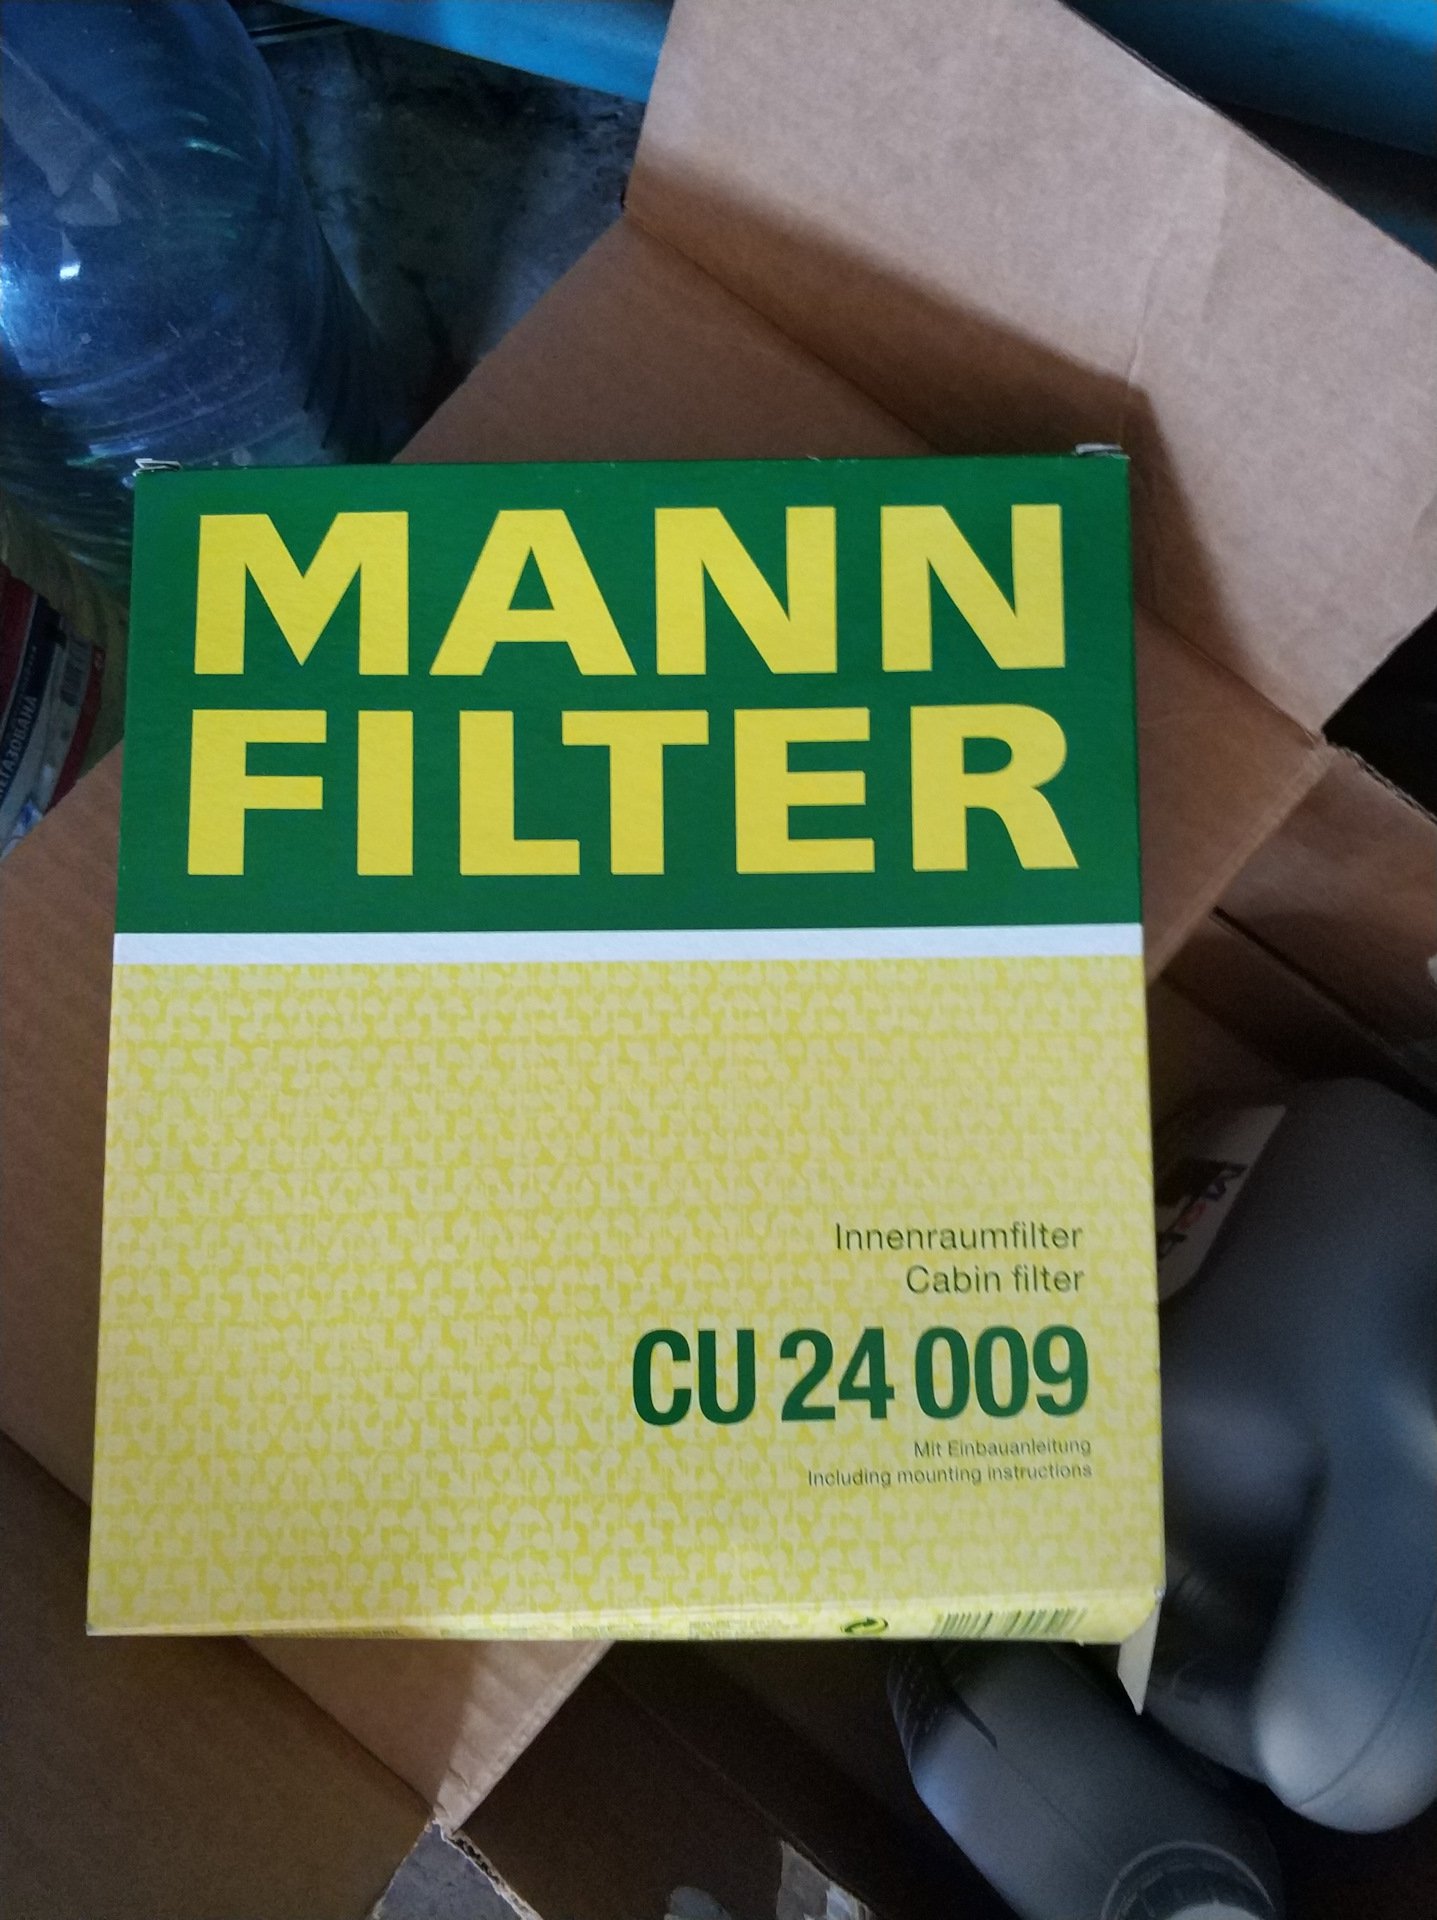 MANN
FILTER
Innenraumfilter
Cabin filter
CU 24 009
Mit Einbauanleitung
Including mounting instructions